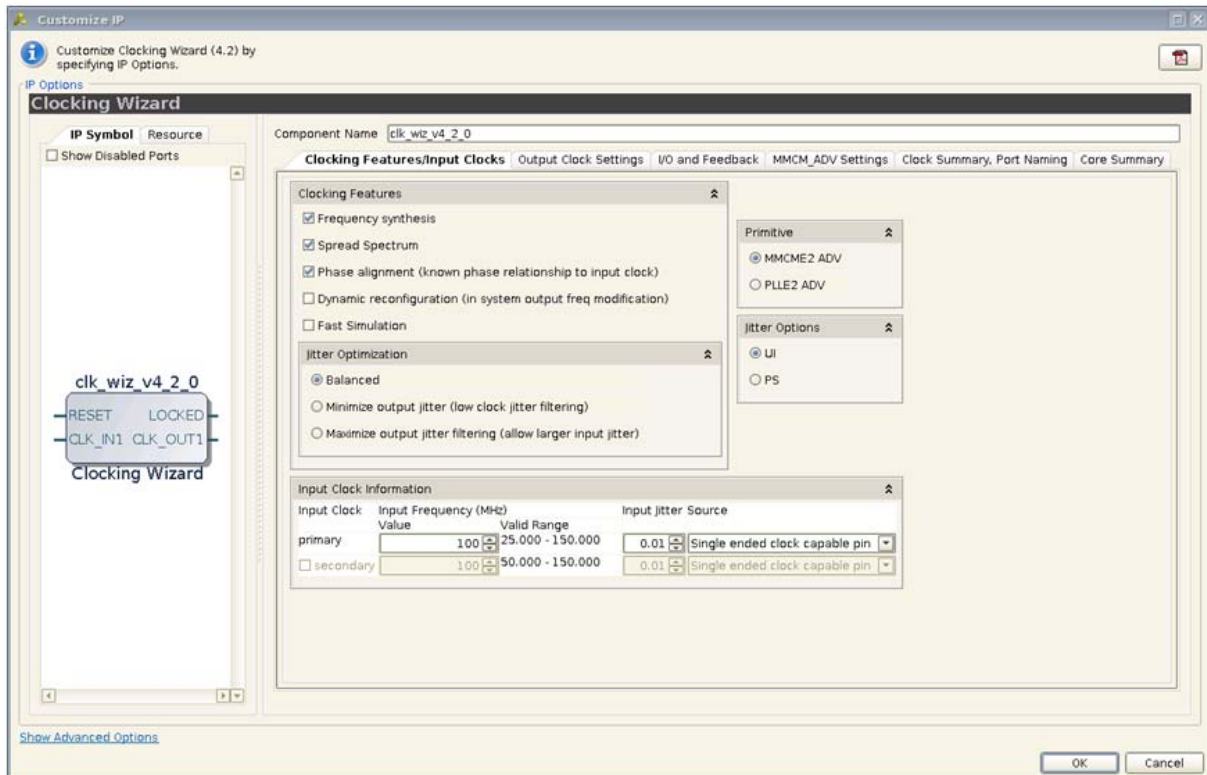 Customize IP
Customize Clocking Wizard (4.2) by
specifying IP Options.
IP Options
Clocking Wizard
IP Symbol Resource
Show Disabled Ports
clk_wiz_v4_2_0
RESET LOCKED
CLK_IN1 CLK_OUT1
Clocking Wizard
Component Name clk_wiz_v4_2_0
Clocking Features/Input Clocks Output Clock Settings I/O and Feedback MMCM_ADV Settings Clock Summary, Port Naming Core Summary
Clocking Features
Frequency synthesis
Spread Spectrum
Phase alignment (known phase relationship to input clock)
Dynamic reconfiguration (in system output freq modification)
Fast Simulation
Jitter Optimization
Balanced
Minimize output jitter (low clock jitter filtering)
Maximize output jitter filtering (allow larger input jitter)
Primitive
MMCME2 ADV
PLLE2 ADV
Jitter Options
UI
PS
Input Clock Information
Input Clock Input Frequency (MHz) Input Jitter Source
Value Valid Range
primary 100 25.000 - 150.000 0.01 Single ended clock capable pin
secondary 100 50.000 - 150.000 0.01 Single ended clock capable pin
Show Advanced Options
OK Cancel